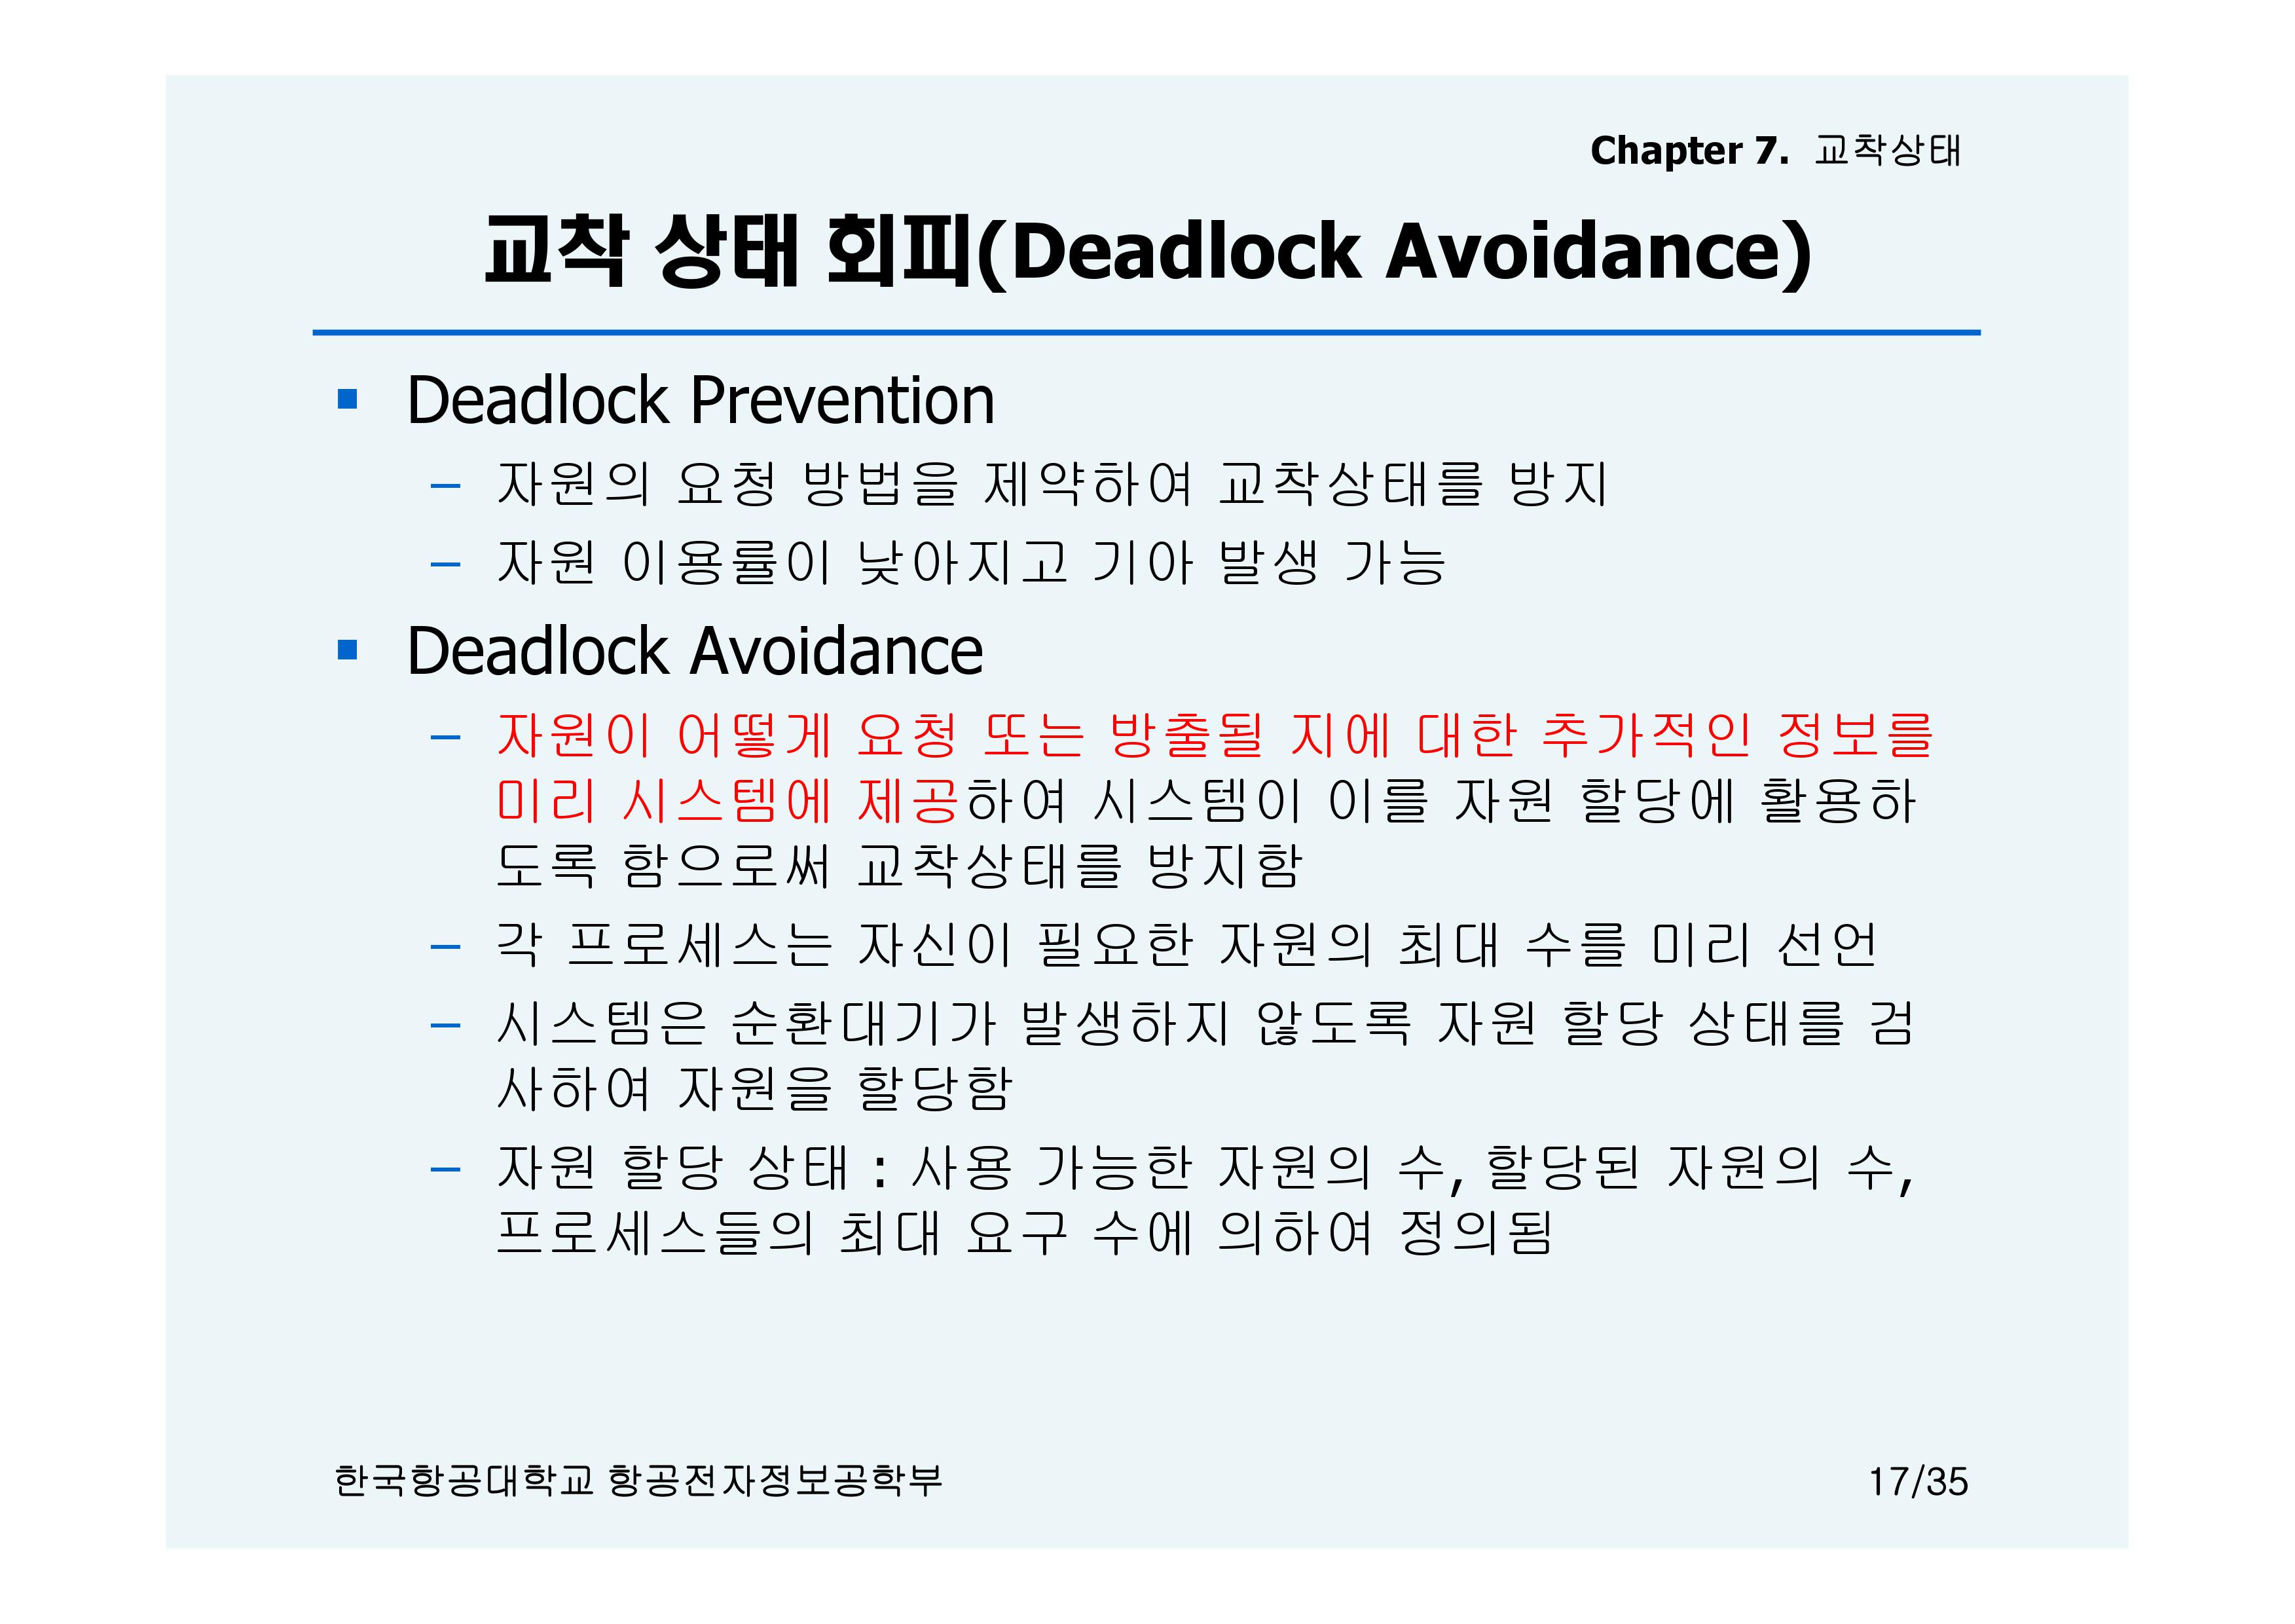 Chapter 7. 교착상태
교착 상태 회피(Deadlock Avoidance)
▪ Deadlock Prevention
– 자원의 요청 방법을 제약하여 교착상태를 방지
– 자원 이용률이 낮아지고 기아 발생 가능
▪ Deadlock Avoidance
– 자원이 어떻게 요청 또는 방출될 지에 대한 추가적인 정보를
미리 시스템에 제공하여 시스템이 이를 자원 할당에 활용하
도록 함으로써 교착상태를 방지함
– 각 프로세스는 자신이 필요한 자원의 최대 수를 미리 선언
– 시스템은 순환대기가 발생하지 않도록 자원 할당 상태를 검
사하여 자원을 할당함
– 자원 할당 상태 : 사용 가능한 자원의 수, 할당된 자원의 수,
프로세스들의 최대 요구 수에 의하여 정의됨
한국항공대학교 항공전자정보공학부
17/35